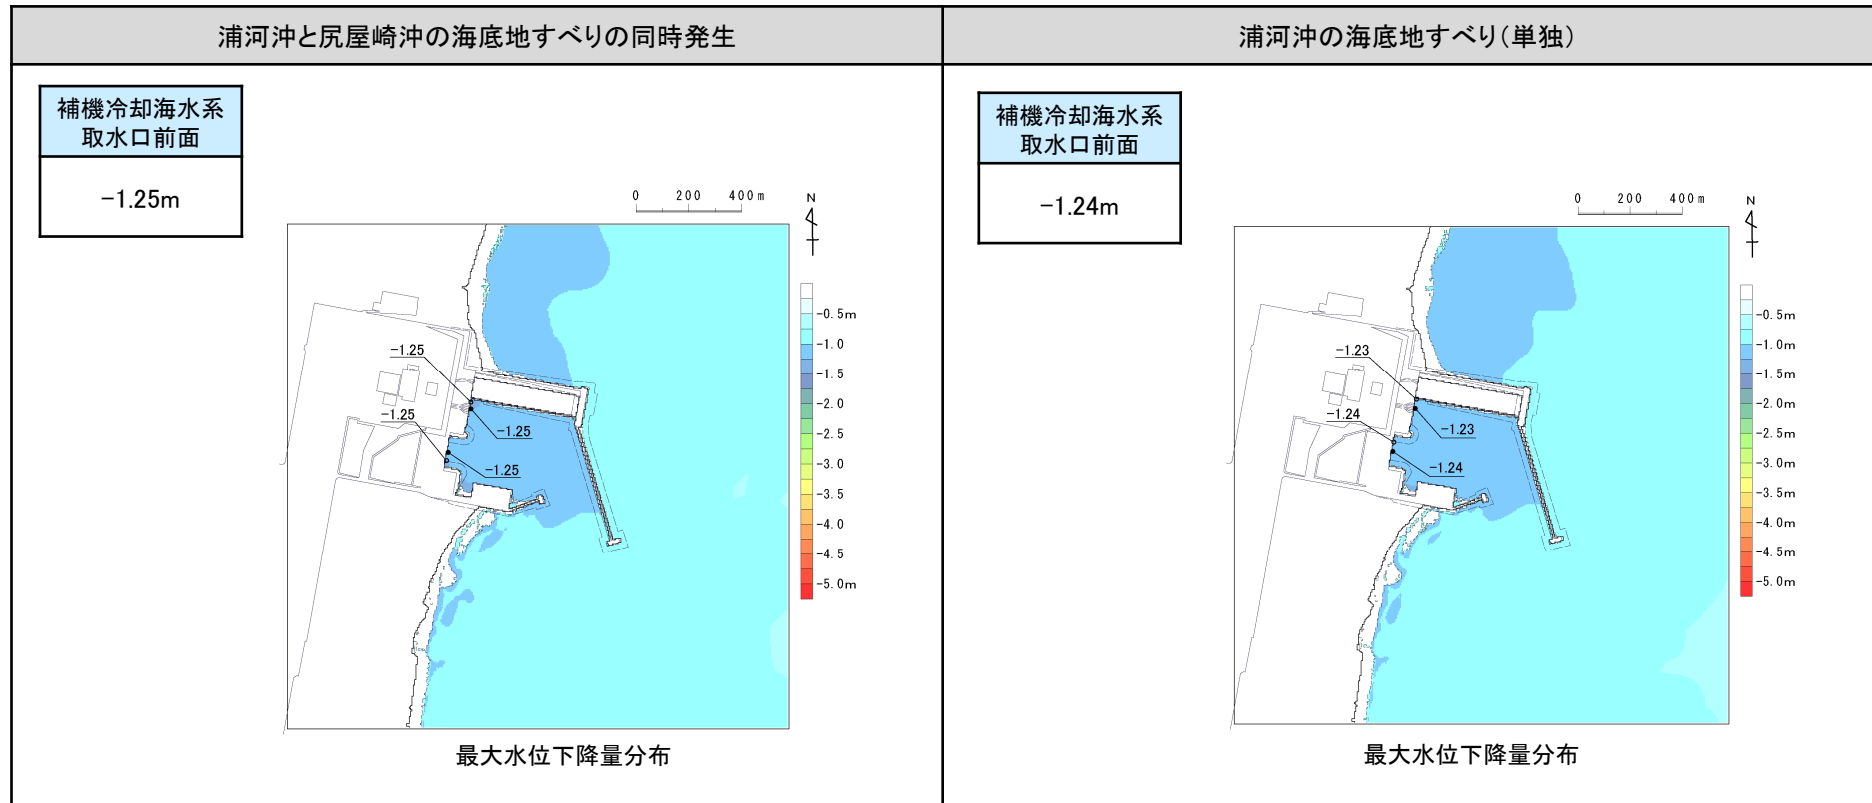 浦河沖と尻屋崎沖の海底地すべりの同時発生
補機冷却海水系
取水口前面
-1.25m
0 200 400m
N
-0.5m
-1.0
-1.5
-2.0
-2.5
-3.0
-3.5
-4.0
-4.5
-5.0m
-1.25
-1.25
-1.25
-1.25
最大水位下降量分布
浦河沖の海底地すべり(単独)
補機冷却海水系
取水口前面
-1.24m
0 200 400m
N
-0.5m
-1.0m
-1.5m
-2.0m
-2.5m
-3.0m
-3.5m
-4.0m
-4.5m
-5.0m
-1.23
-1.24
-1.23
-1.24
最大水位下降量分布